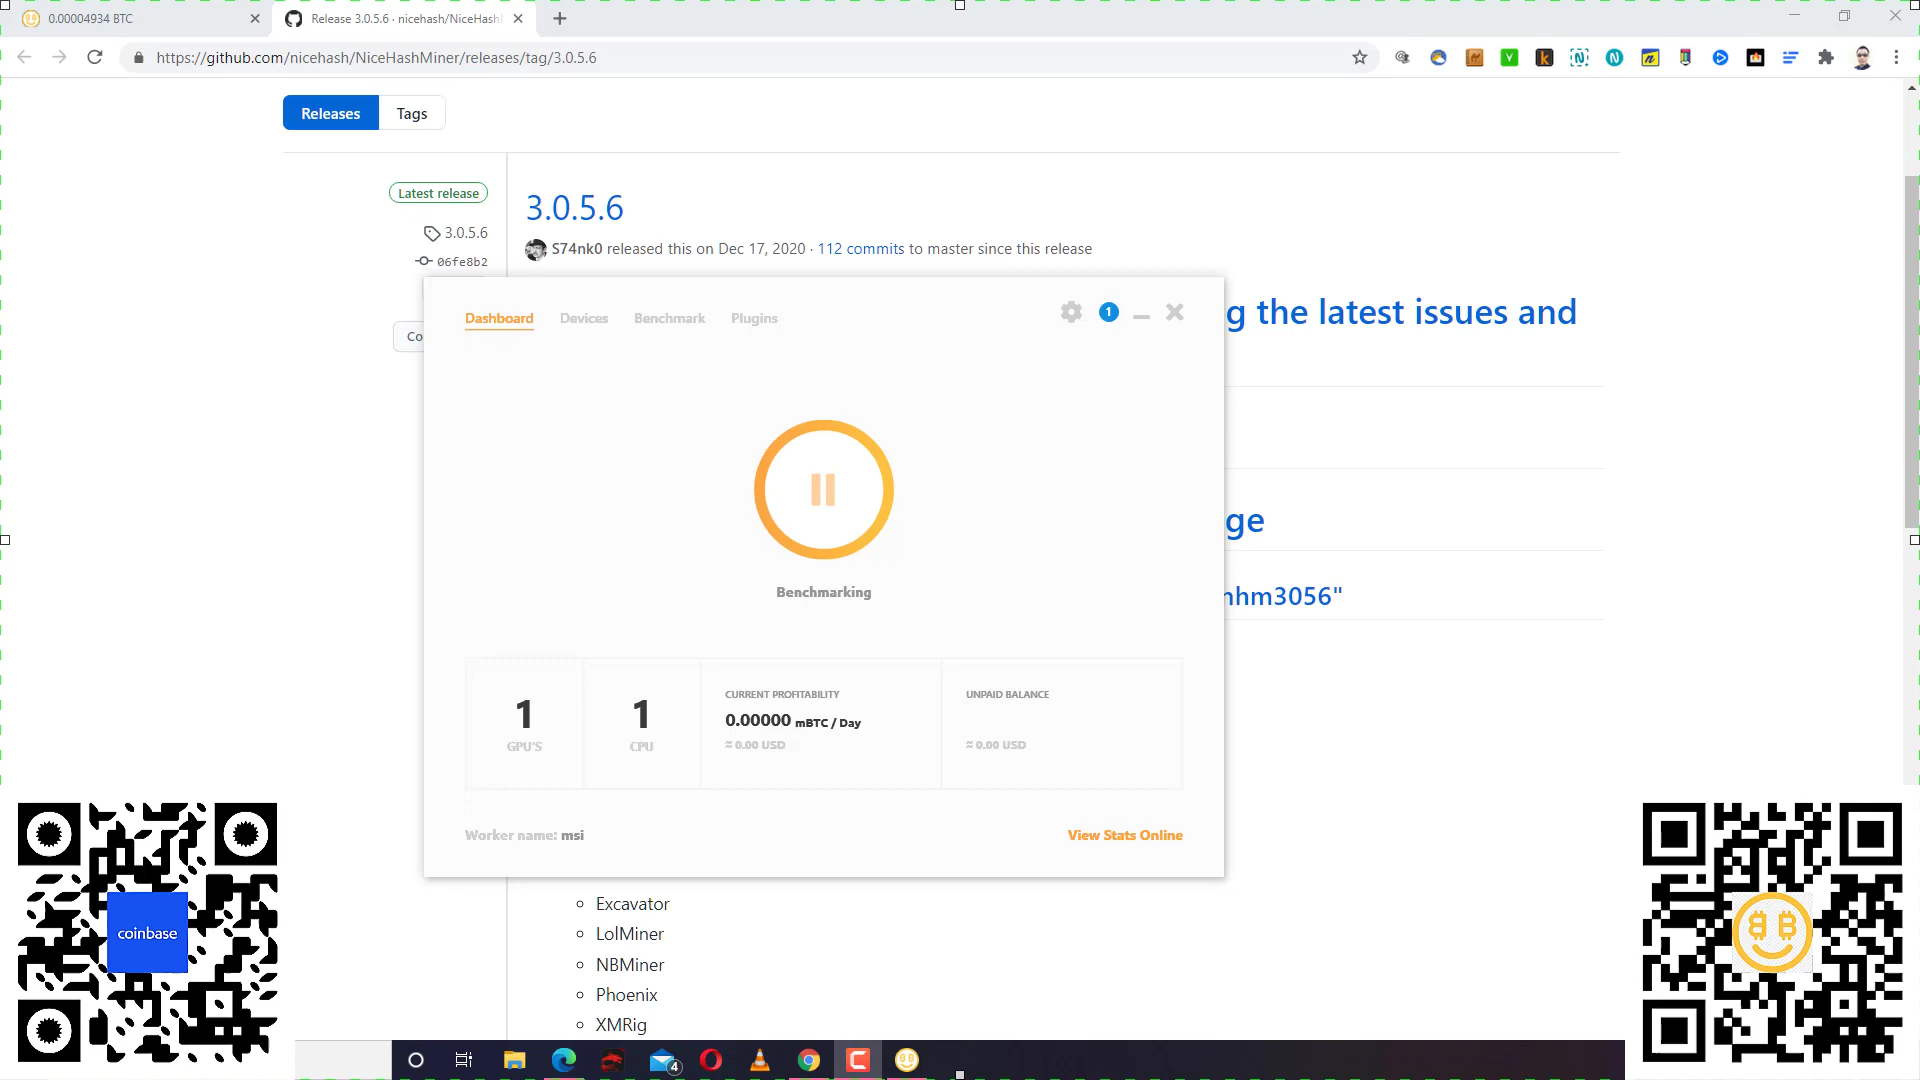 0.00004934 BTC
Release 3.0.5.6 · nicehash/NiceHashM
https://github.com/nicehash/NiceHashMiner/releases/tag/3.0.5.6
Releases
Tags
Latest release
3.0.5.6
3.0.5.6
S74nk0 released this on Dec 17, 2020 · 112 commits to master since this release
06fe8b2
Dashboard
Devices
Benchmark
Plugins
1
g the latest issues and
Co
ge
Benchmarking
nhm3056"
1
GPU'S
1
CPU
CURRENT PROFITABILITY
0.00000 mBTC / Day
≈ 0.00 USD
UNPAID BALANCE
≈ 0.00 USD
Worker name: msi
View Stats Online
Excavator
LolMiner
NBMiner
Phoenix
XMRig
coinbase
4